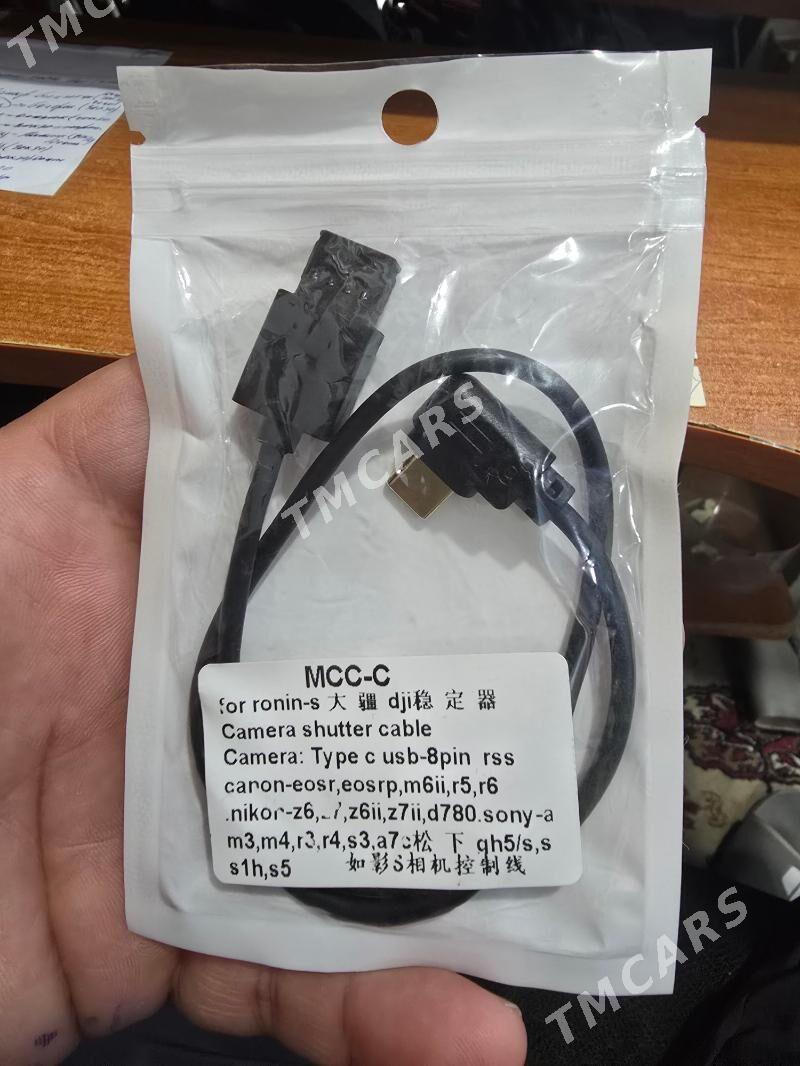 TMCARS
TMCARS
TMCARS
MCC-C
for ronin-s 大 疆 dji稳 定 器
Camera shutter cable
Camera: Type c usb-8pin rss
canon-eosr,eosrp,m6ii,r5,r6
.nikon-z6,z7,z6ii,z7ii,d780.sony-a
m3,m4,r3,r4,s3,a7c松 下 gh5/s,s
s1h,s5 如影S相机控制线
TMCARS